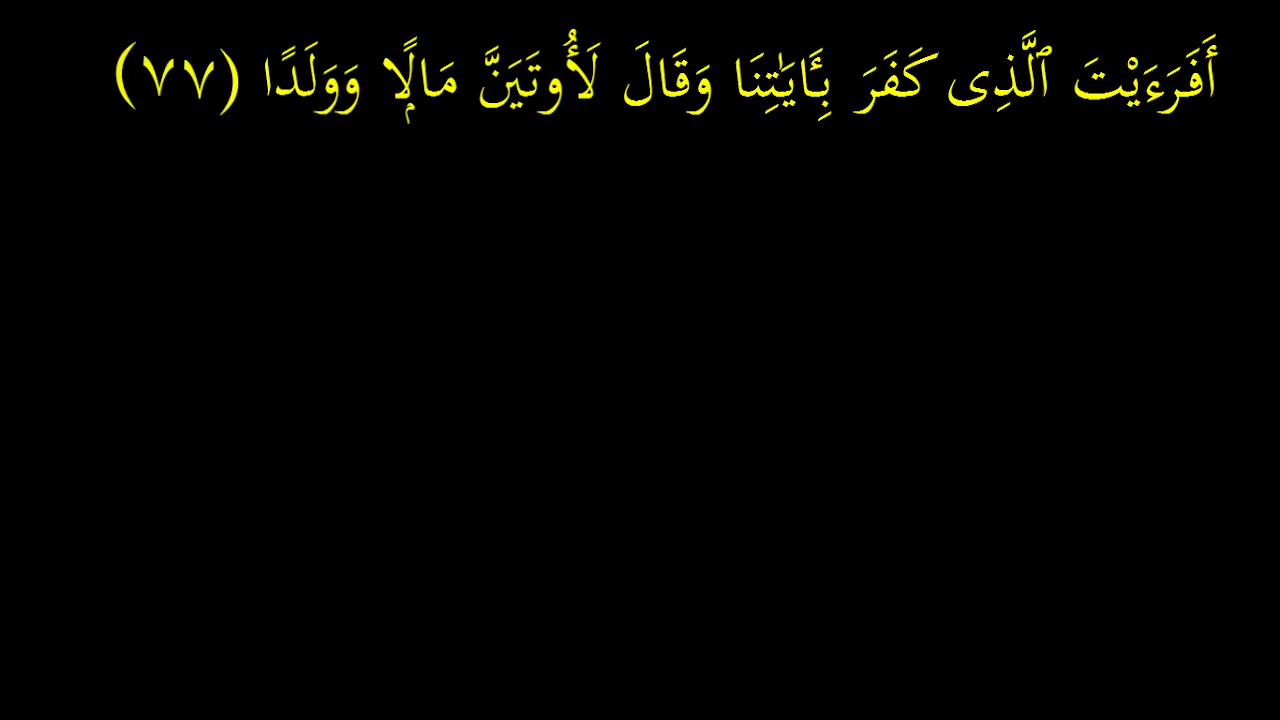 أَفَرَءَيْتَ ٱلَّذِى كَفَرَ بِـَٔايَـٰتِنَا وَقَالَ لَأُوتَيَنَّ مَالًۭا وَوَلَدًا (٧٧)